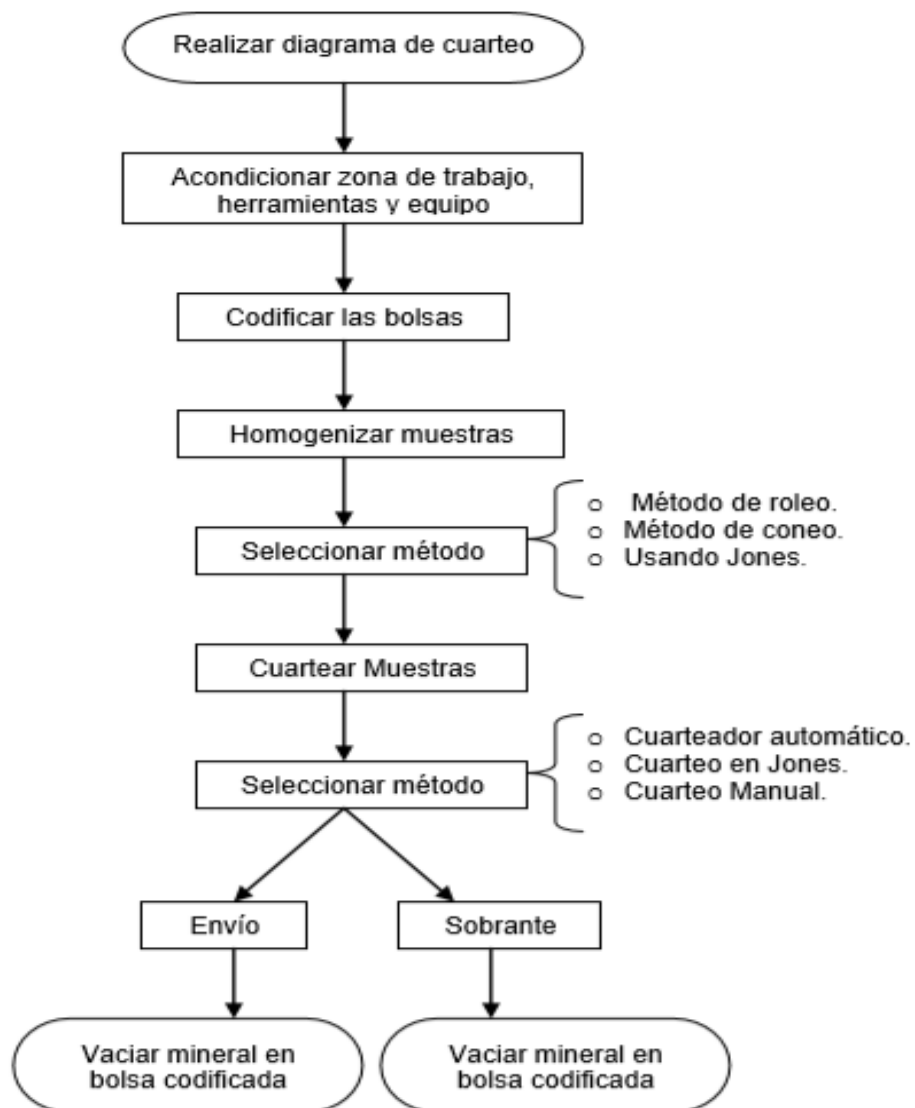 Realizar diagrama de cuarteo
Acondicionar zona de trabajo,
herramientas y equipo
Codificar las bolsas
Homogenizar muestras
Seleccionar método
o Método de roleo.
o Método de coneo.
o Usando Jones.
Cuartear Muestras
Seleccionar método
o Cuarteador automático.
o Cuarteo en Jones.
o Cuarteo Manual.
Envío
Sobrante
Vaciar mineral en
bolsa codificada
Vaciar mineral en
bolsa codificada